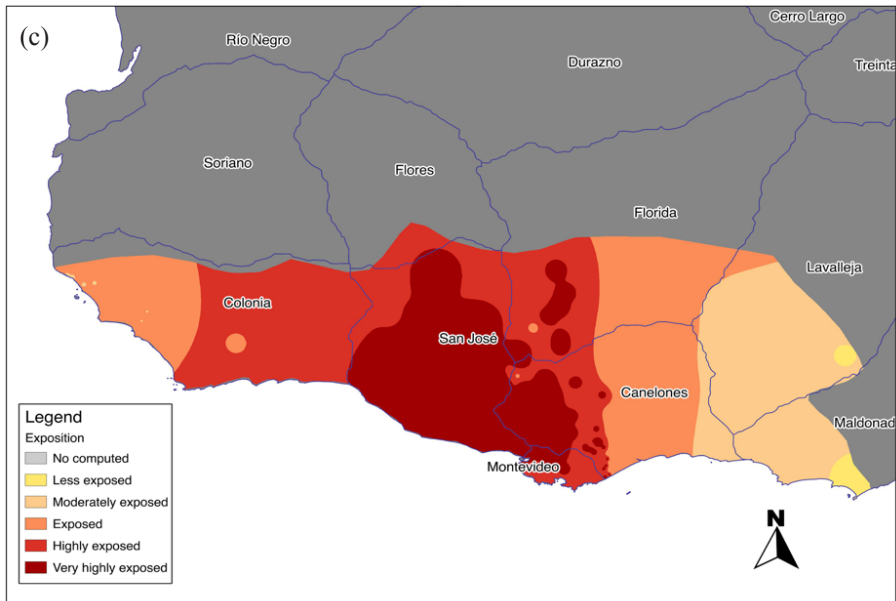 (c)
Cerro Largo
Río Negro
Durazno
Treinta
Soriano
Flores
Florida
Lavalleja
Colonia
San José
Canelones
Maldonad
Montevideo
Legend
Exposition
No computed
Less exposed
Moderately exposed
Exposed
Highly exposed
Very highly exposed
N